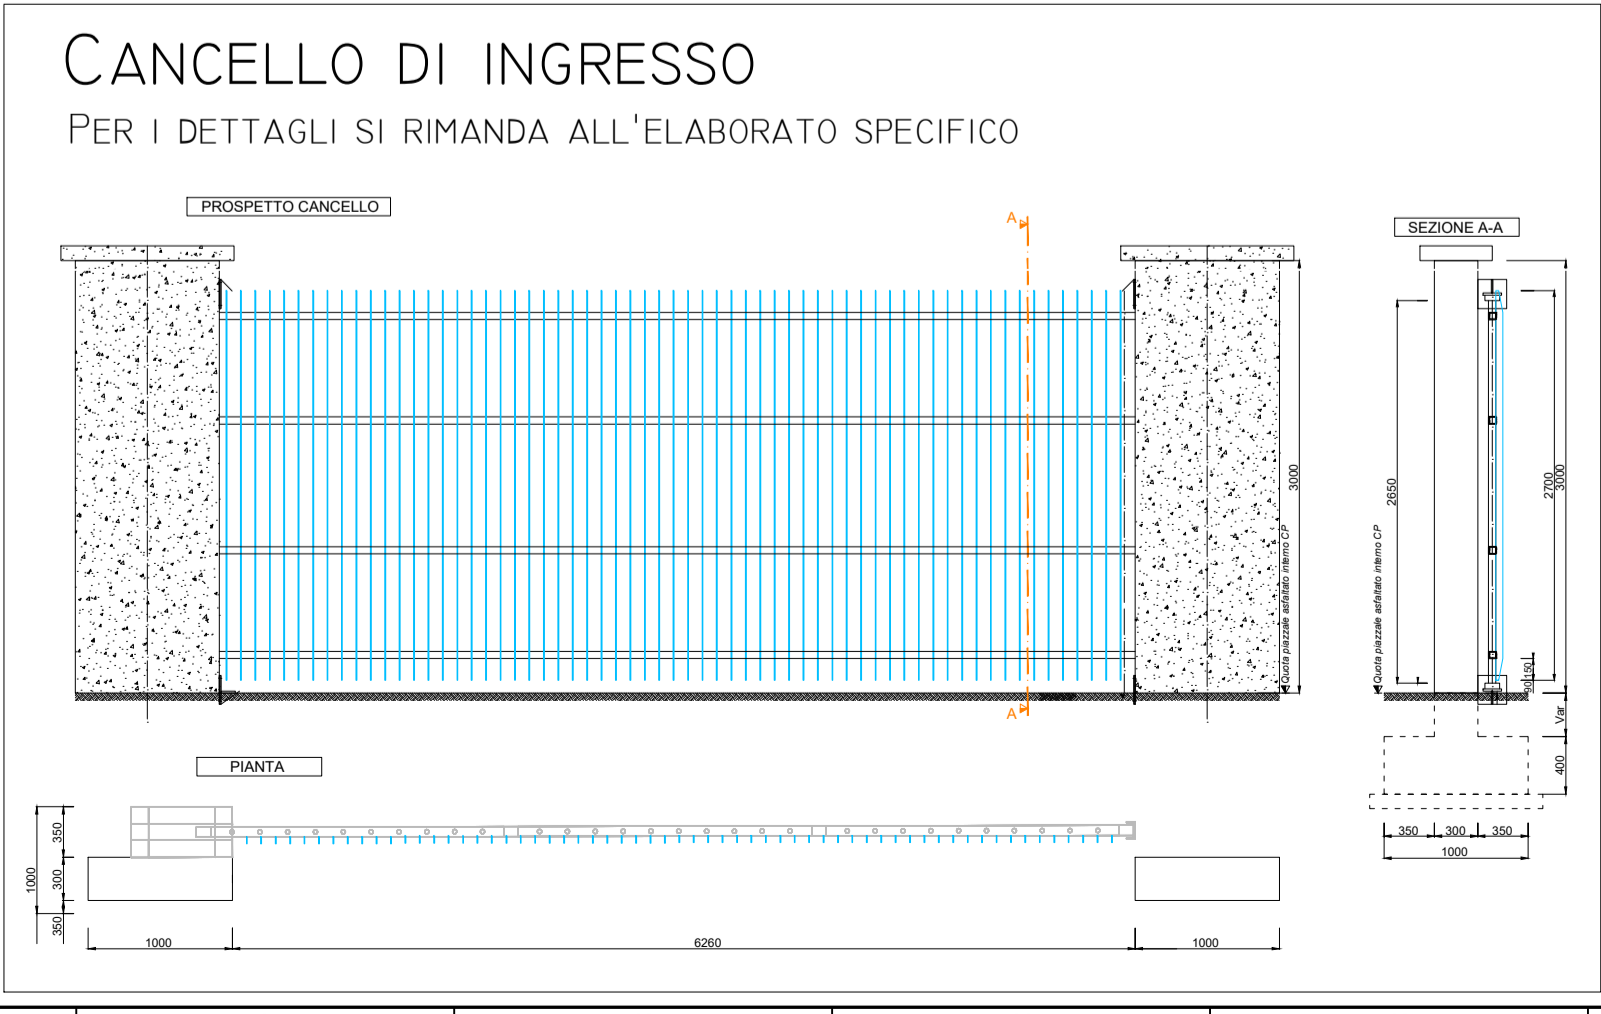 CANCELLO DI INGRESSO
PER I DETTAGLI SI RIMANDA ALL'ELABORATO SPECIFICO
PROSPETTO CANCELLO
A
SEZIONE A-A
3000
Quota piazzale asfaltato interno CP
A
2650
Quota piazzale asfaltato interno CP
2700
3000
150
90
Var
400
350
300
350
1000
PIANTA
350
300
350
1000
1000
6260
1000